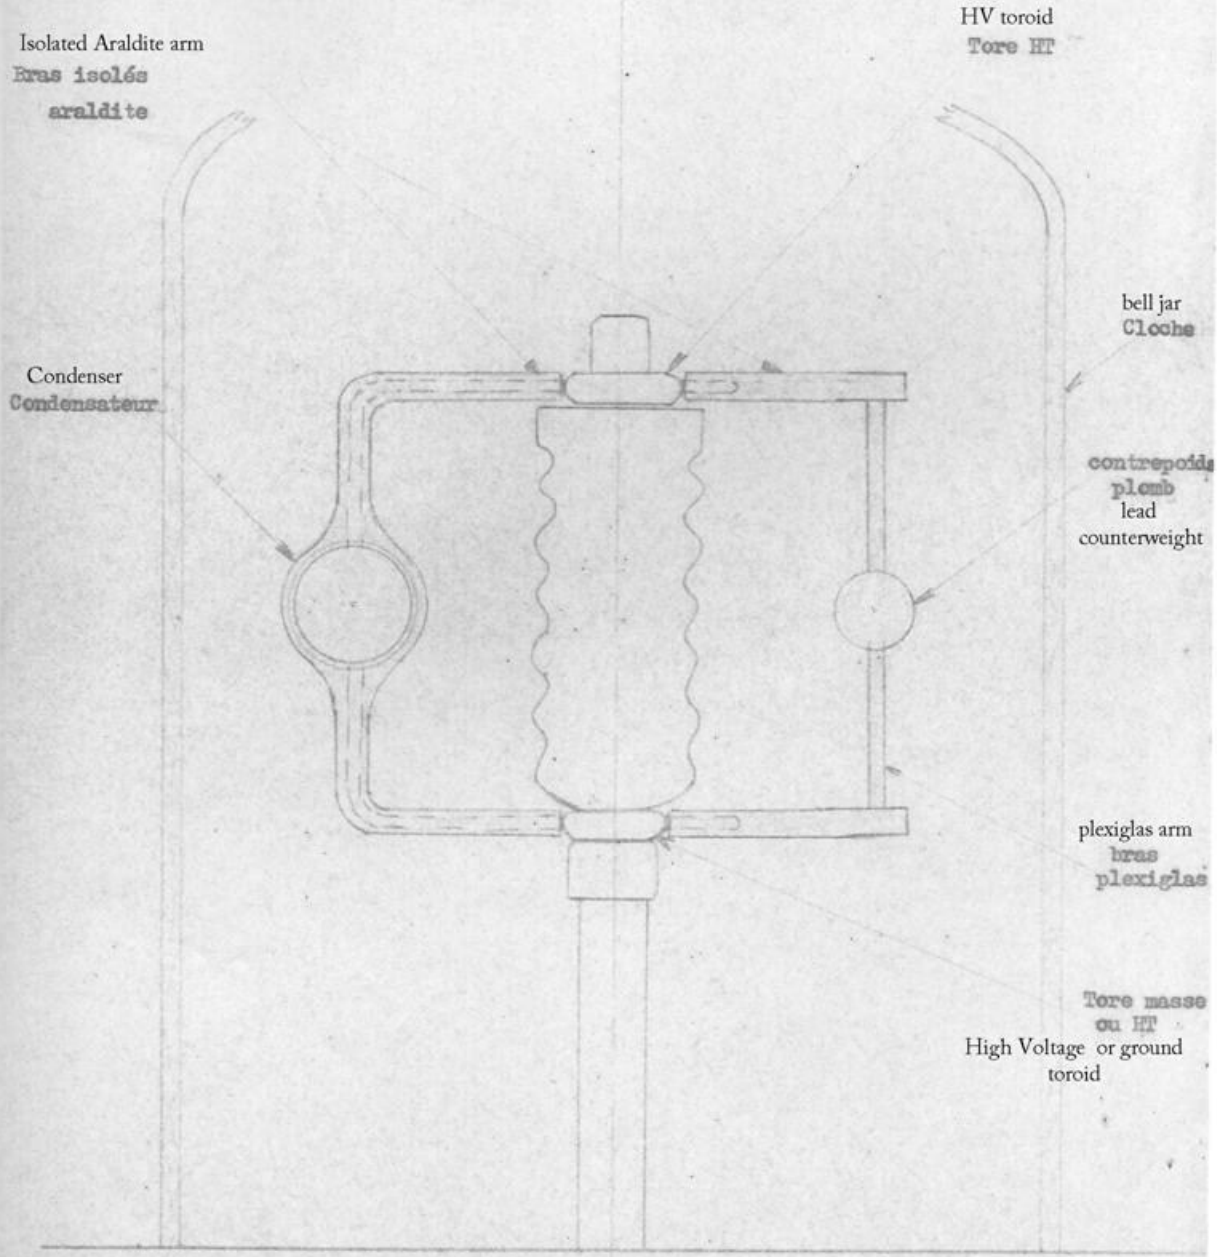 HV toroid
Tore HT
Isolated Araldite arm
Bras isolés
araldite
bell jar
Cloche
Condenser
Condensateur
contrepoids
plomb
lead
counterweight
plexiglas arm
bras
plexiglas
Tore masse
ou HT
High Voltage or ground
toroid